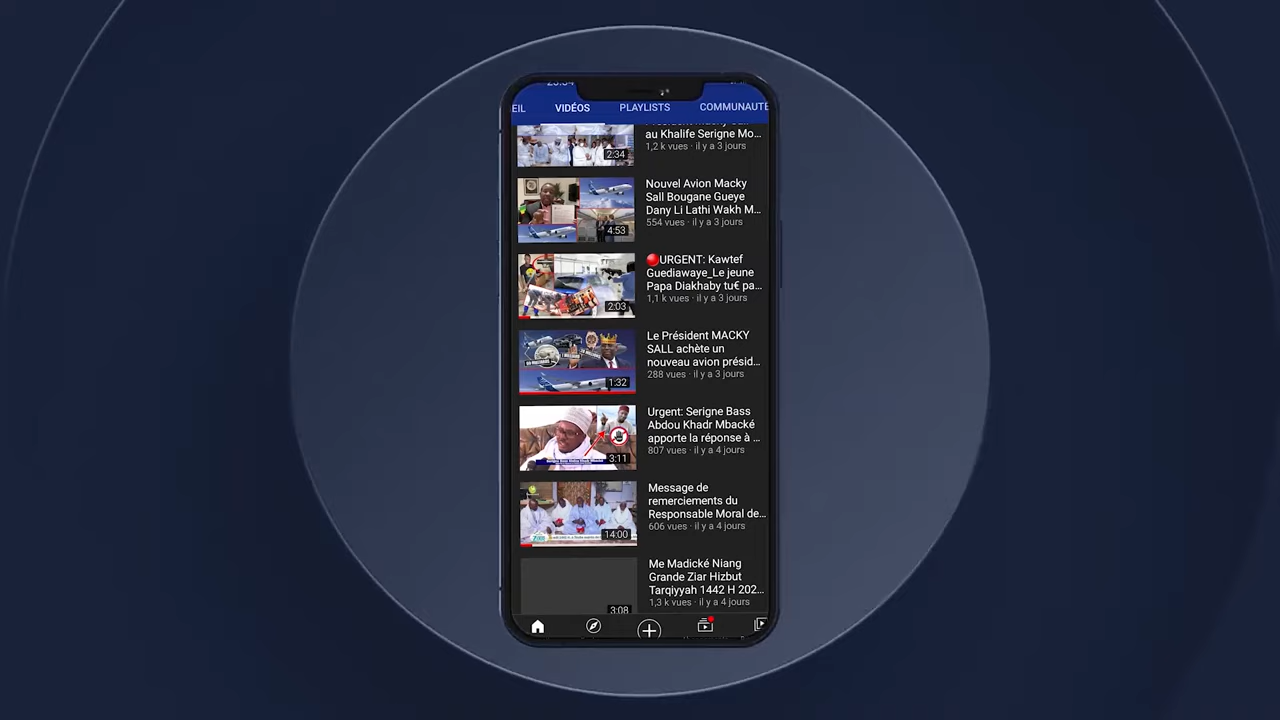 EIL VIDÉOS PLAYLISTS COMMUNAUTÉ
au Khalife Serigne Mo...
1,2 k vues · il y a 3 jours
2:34
Nouvel Avion Macky
Sall Bougane Gueye
Dany Li Lathi Wakh M...
554 vues · il y a 3 jours
4:53
🔴URGENT: Kawtef
Guediawaye_Le jeune
Papa Diakhaby tu€ pa...
1,1 k vues · il y a 3 jours
2:03
Le Président MACKY
SALL achète un
nouveau avion présid...
288 vues · il y a 3 jours
1:32
Urgent: Serigne Bass
Abdou Khadr Mbacké
apporte la réponse à ...
807 vues · il y a 4 jours
3:11
Message de
remerciements du
Responsable Moral de...
606 vues · il y a 4 jours
14:00
Me Madické Niang
Grande Ziar Hizbut
Tarqiyyah 1442 H 202...
1,3 k vues · il y a 4 jours
3:08